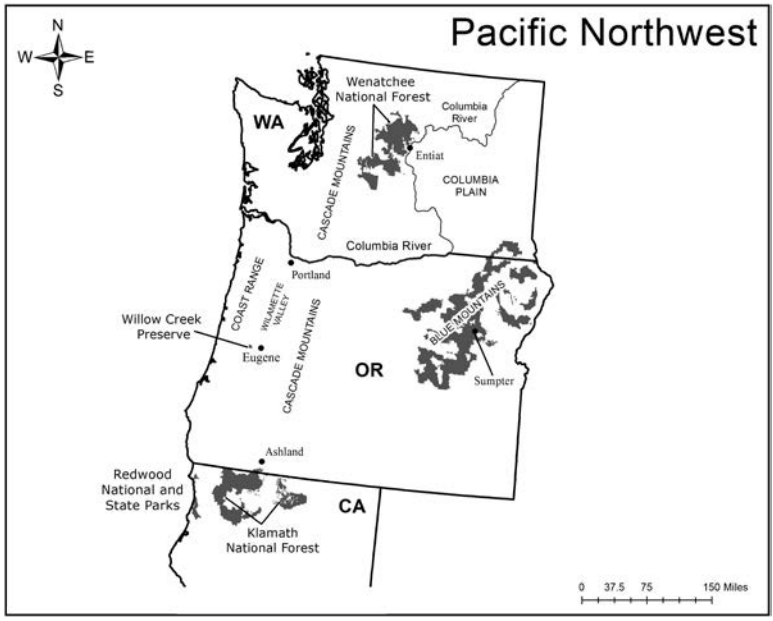 Pacific Northwest
N
W E
S
Wenatchee
National Forest
Columbia
River
WA
Entiat
CASCADE MOUNTAINS
COLUMBIA
PLAIN
Columbia River
Portland
COAST RANGE
WILAMETTE
VALLEY
BLUE MOUNTAINS
Willow Creek
Preserve
Eugene
CASCADE MOUNTAINS
OR
Sumpter
Ashland
Redwood
National and
State Parks
CA
Klamath
National Forest
0 37.5 75 150 Miles